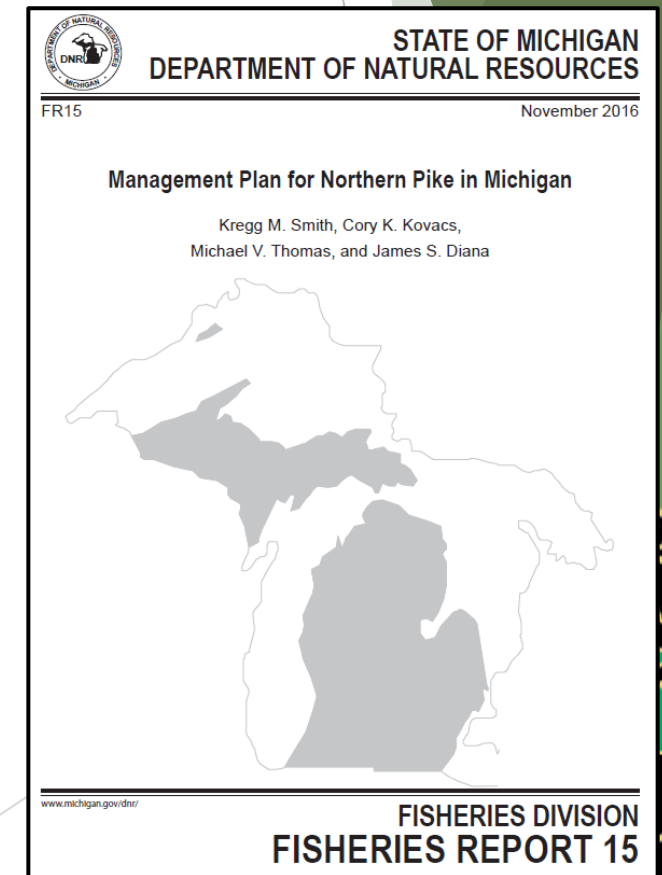 DEPARTMENT OF NATURAL RESOURCES
DNR
MICHIGAN
STATE OF MICHIGAN
DEPARTMENT OF NATURAL RESOURCES
FR15
November 2016
Management Plan for Northern Pike in Michigan
Kregg M. Smith, Cory K. Kovacs,
Michael V. Thomas, and James S. Diana
www.michigan.gov/dnr/
FISHERIES DIVISION
FISHERIES REPORT 15